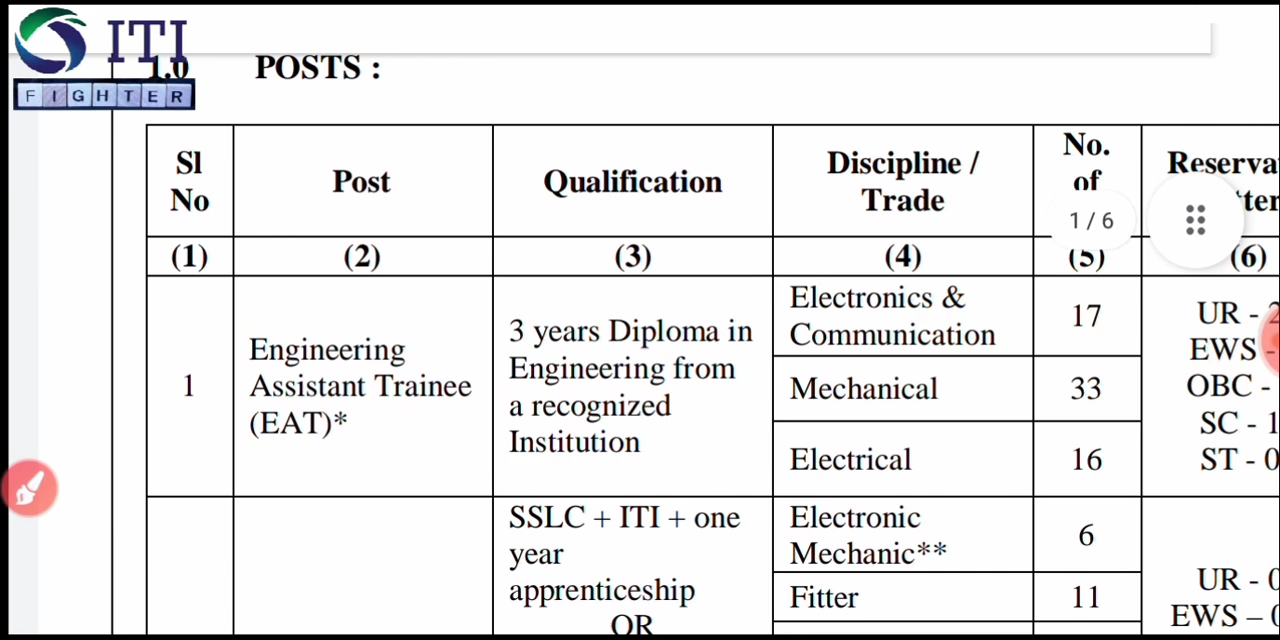 ITI
FIGHTER
1.0 POSTS :
Sl No
Post
Qualification
Discipline / Trade
No. of
1 / 6
(1)
(2)
(3)
(4)
(5)
(6)
1
Engineering
Assistant Trainee
(EAT)*
3 years Diploma in
Engineering from
a recognized
Institution
Electronics &
Communication
17
Mechanical
33
Electrical
16
UR -
EWS -
OBC -
SC - 1
ST - 0
SSLC + ITI + one
year
apprenticeship
OR
Electronic
Mechanic**
6
Fitter
11
UR - 0
EWS – 0